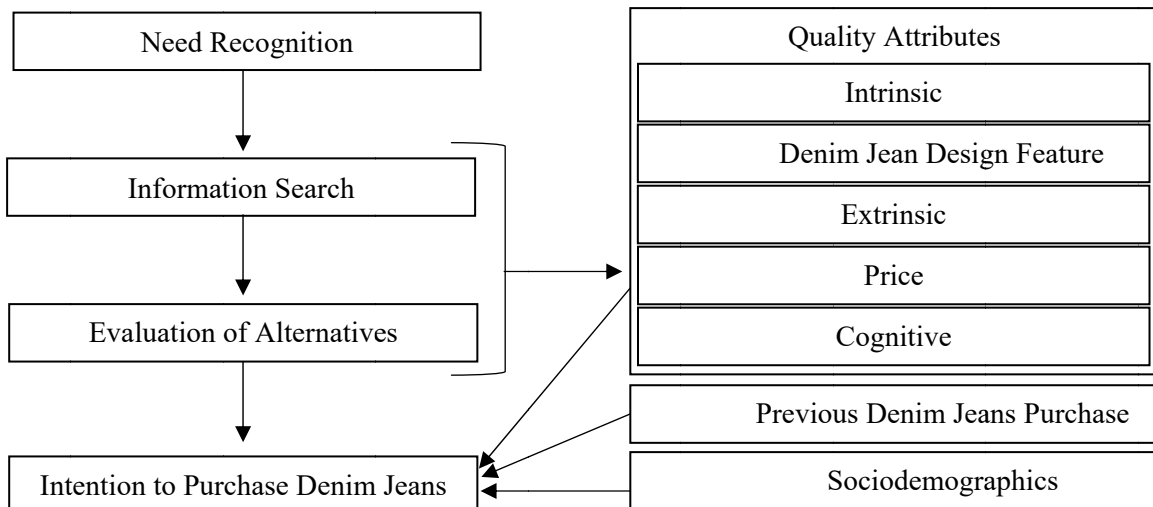 Need Recognition
Information Search
Evaluation of Alternatives
Intention to Purchase Denim Jeans
Quality Attributes
Intrinsic
Denim Jean Design Feature
Extrinsic
Price
Cognitive
Previous Denim Jeans Purchase
Sociodemographics